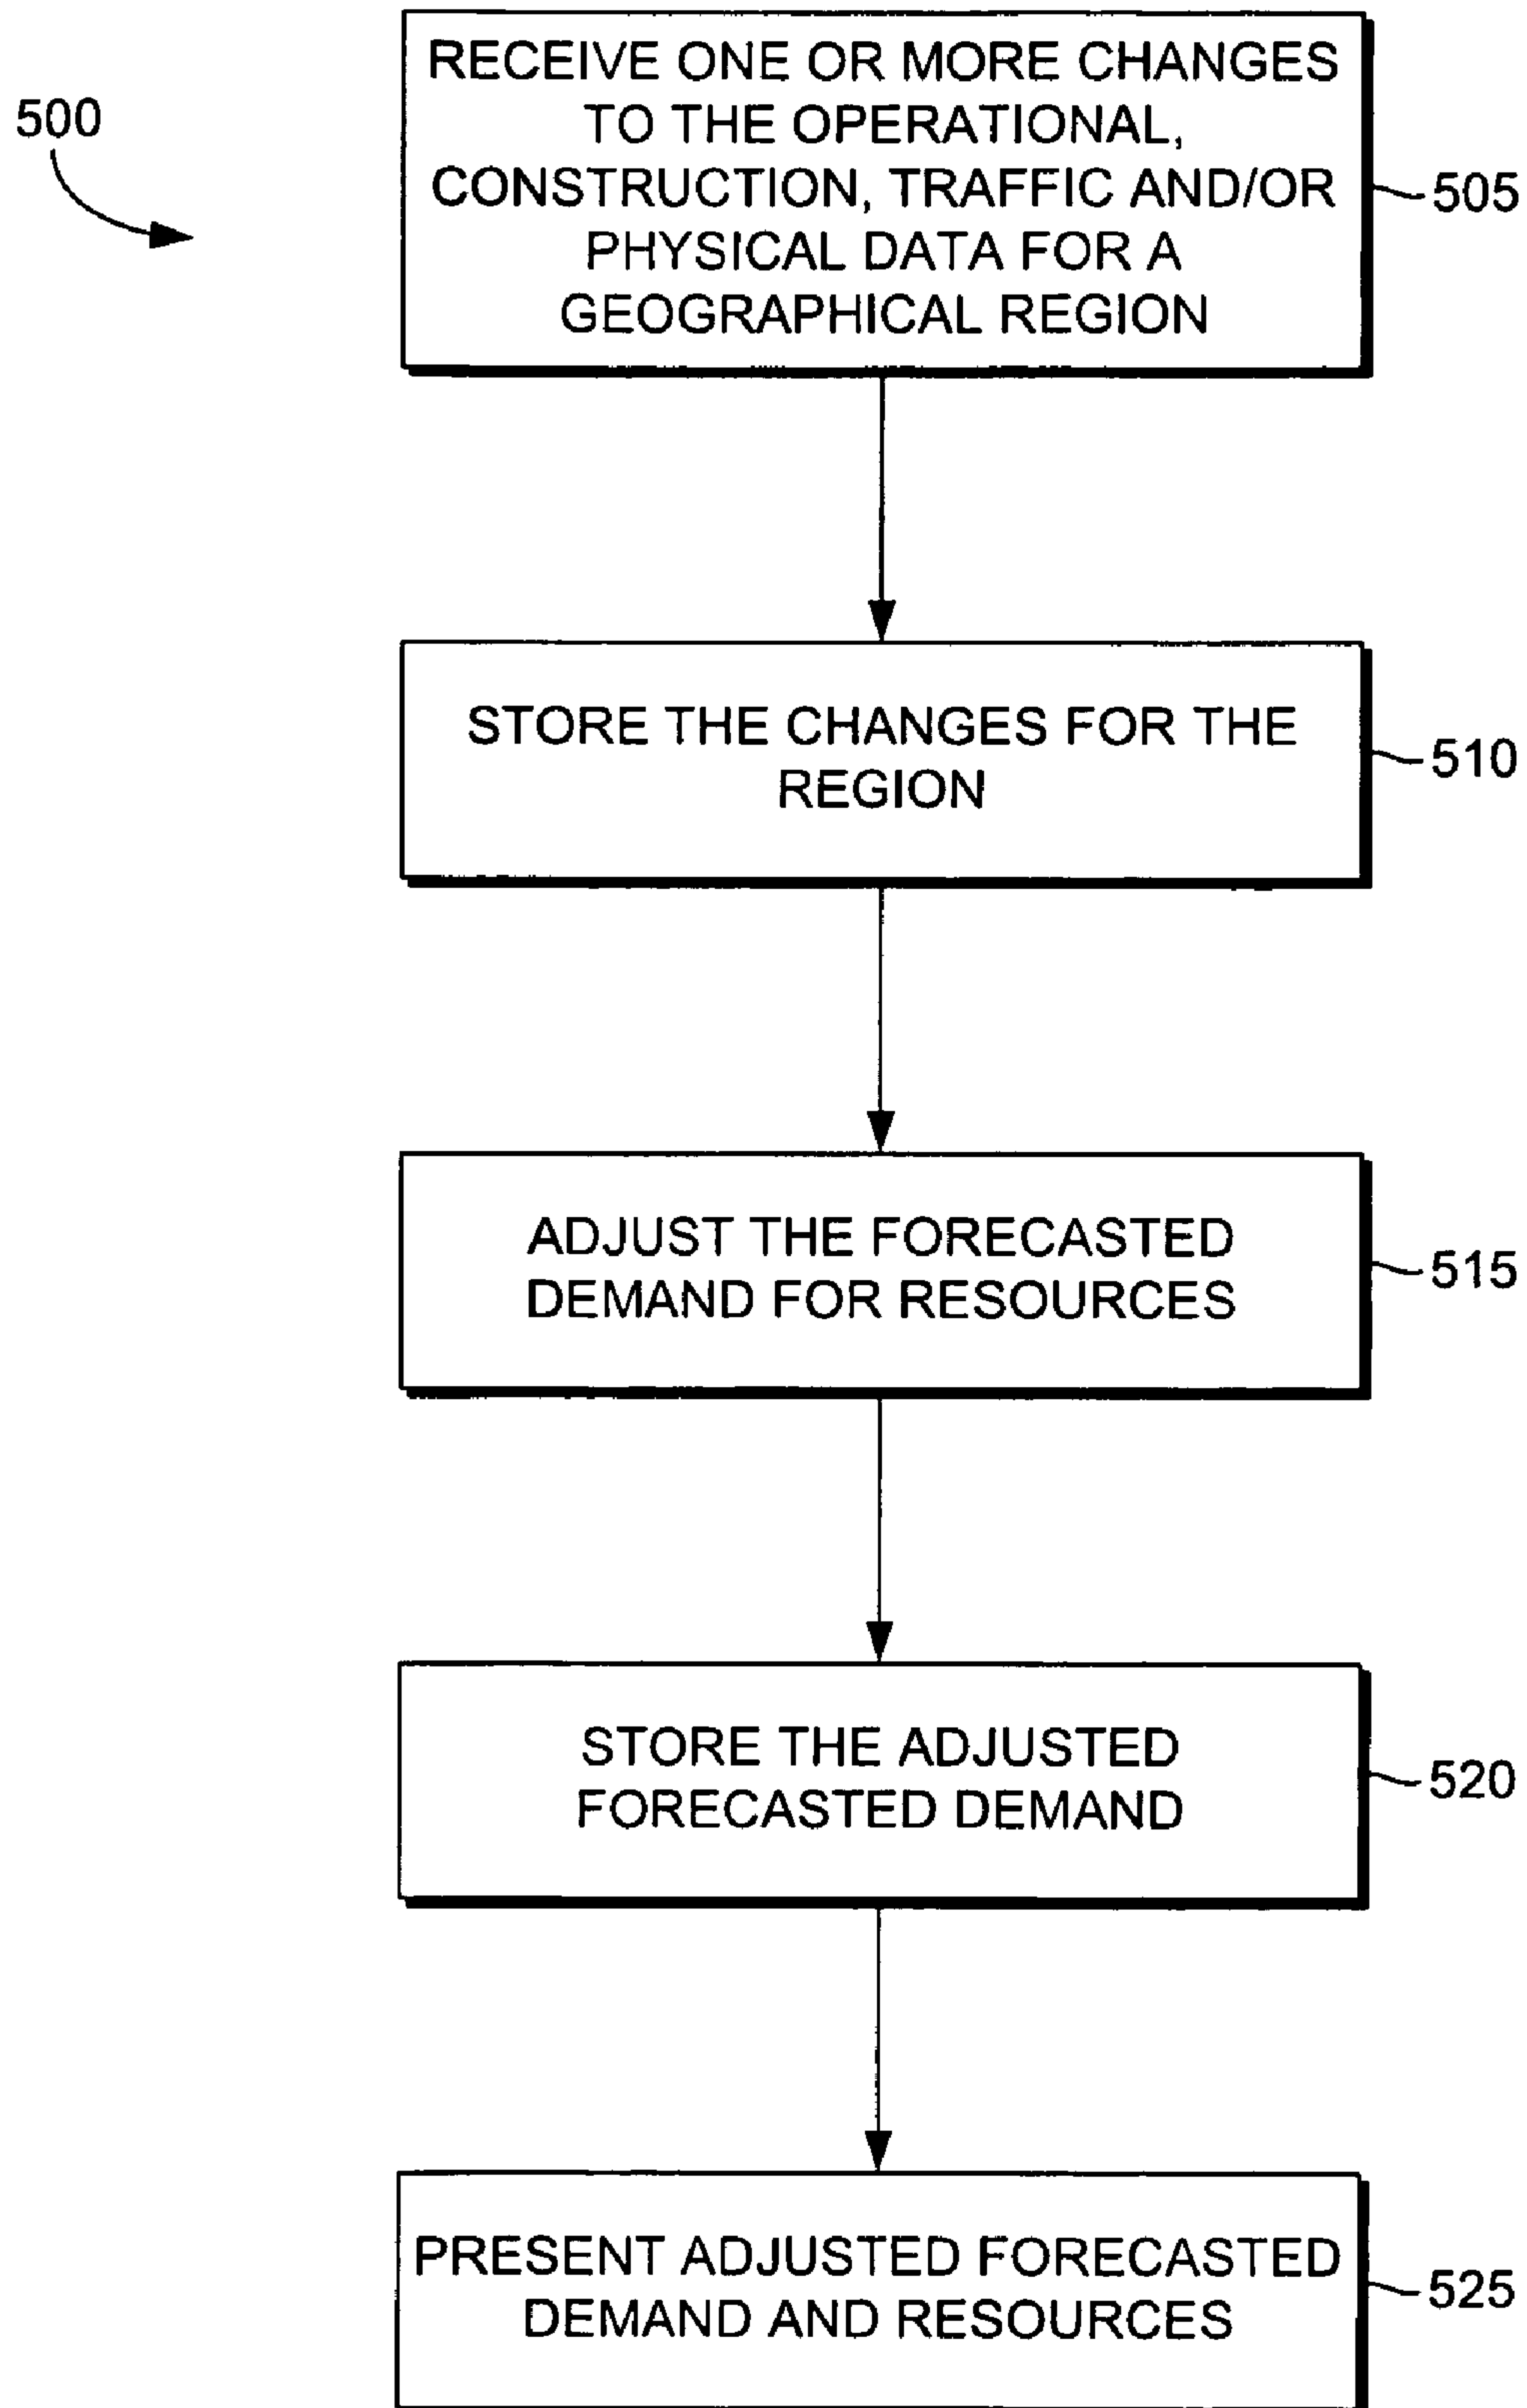 500
RECEIVE ONE OR MORE CHANGES
TO THE OPERATIONAL,
CONSTRUCTION, TRAFFIC AND/OR
PHYSICAL DATA FOR A
GEOGRAPHICAL REGION
505
STORE THE CHANGES FOR THE
REGION
510
ADJUST THE FORECASTED
DEMAND FOR RESOURCES
515
STORE THE ADJUSTED
FORECASTED DEMAND
520
PRESENT ADJUSTED FORECASTED
DEMAND AND RESOURCES
525